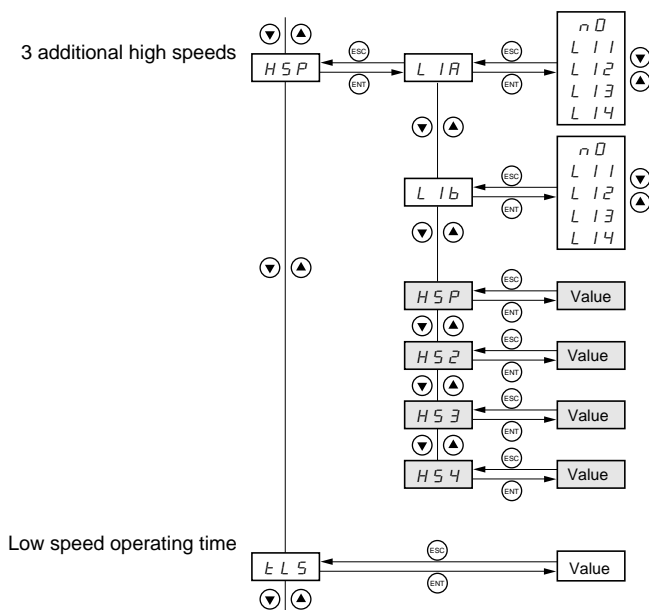 3 additional high speeds
HSP
ESC
ENT
LIA
ESC
ENT
nO
LI1
LI2
LI3
LI4
LIb
ESC
ENT
nO
LI1
LI2
LI3
LI4
HSP
ESC
ENT
Value
HS2
ESC
ENT
Value
HS3
ESC
ENT
Value
HS4
ESC
ENT
Value
Low speed operating time
tLS
ESC
ENT
Value